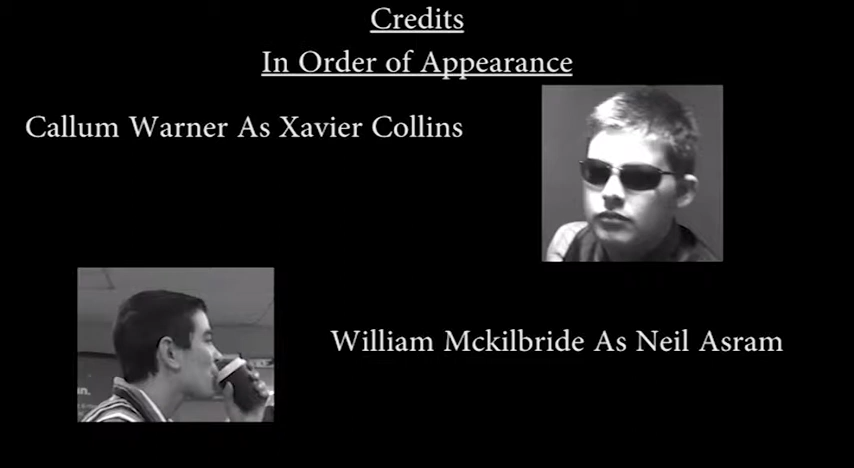 Credits
In Order of Appearance
Callum Warner As Xavier Collins
William Mckilbride As Neil Asram